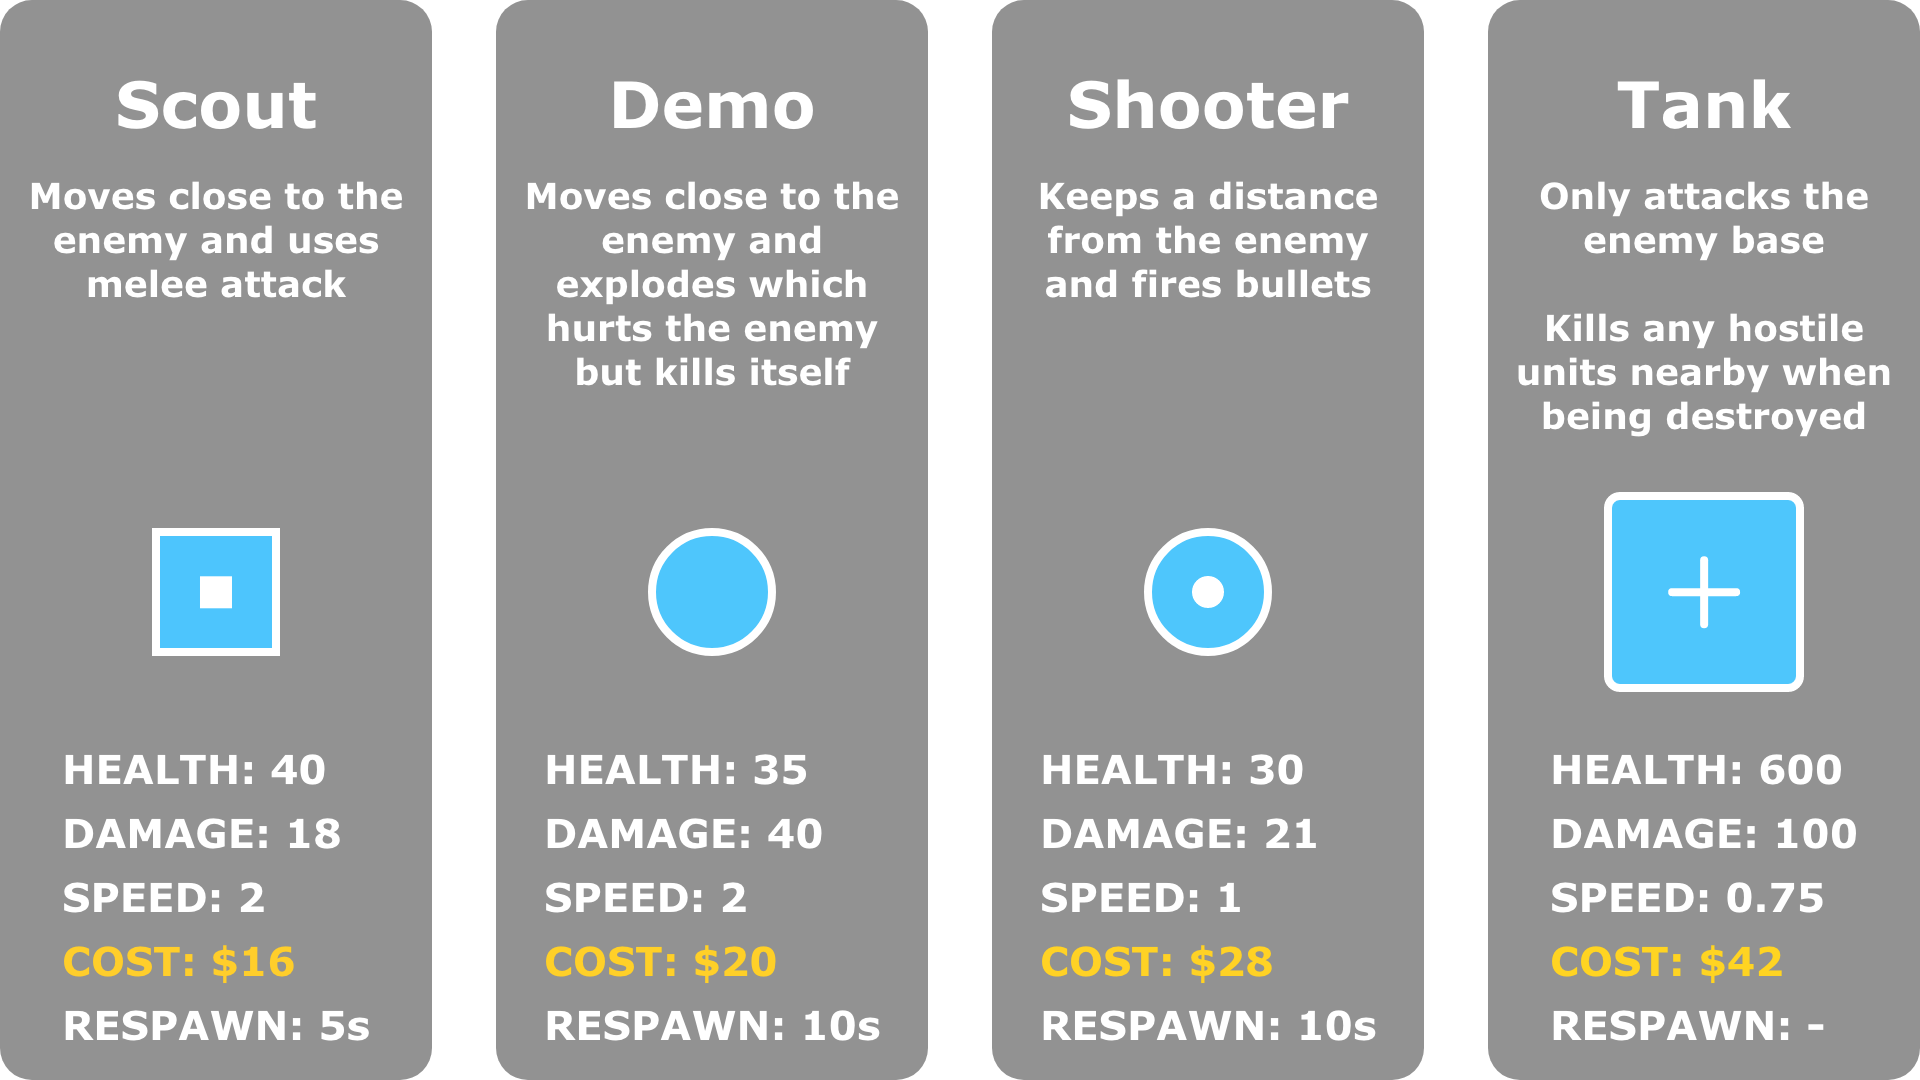 Scout
Moves close to the
enemy and uses
melee attack
HEALTH: 40
DAMAGE: 18
SPEED: 2
COST: $16
RESPAWN: 5s
Demo
Moves close to the
enemy and
explodes which
hurts the enemy
but kills itself
HEALTH: 35
DAMAGE: 40
SPEED: 2
COST: $20
RESPAWN: 10s
Shooter
Keeps a distance
from the enemy
and fires bullets
HEALTH: 30
DAMAGE: 21
SPEED: 1
COST: $28
RESPAWN: 10s
Tank
Only attacks the
enemy base
Kills any hostile
units nearby when
being destroyed
HEALTH: 600
DAMAGE: 100
SPEED: 0.75
COST: $42
RESPAWN: -